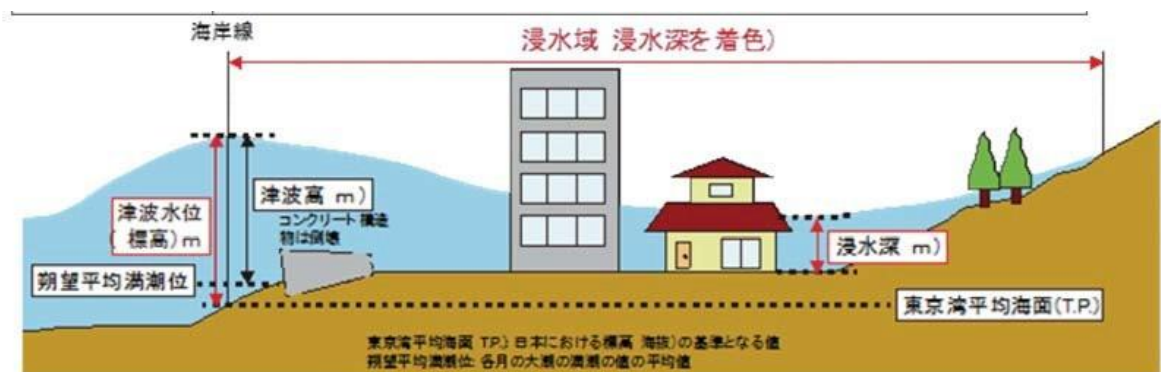 海岸線
浸水域 浸水深を着色)
津波高 m)
津波水位
( 標高) m
コンクリート 構造
物は倒壊
朔望平均満潮位
浸水深 m)
東京湾平均海面(T.P.)
東京湾平均海面 T.P.) 日本における標高 海抜) の基準となる値
朔望平均満潮位: 各月の大潮の満潮の値の平均値